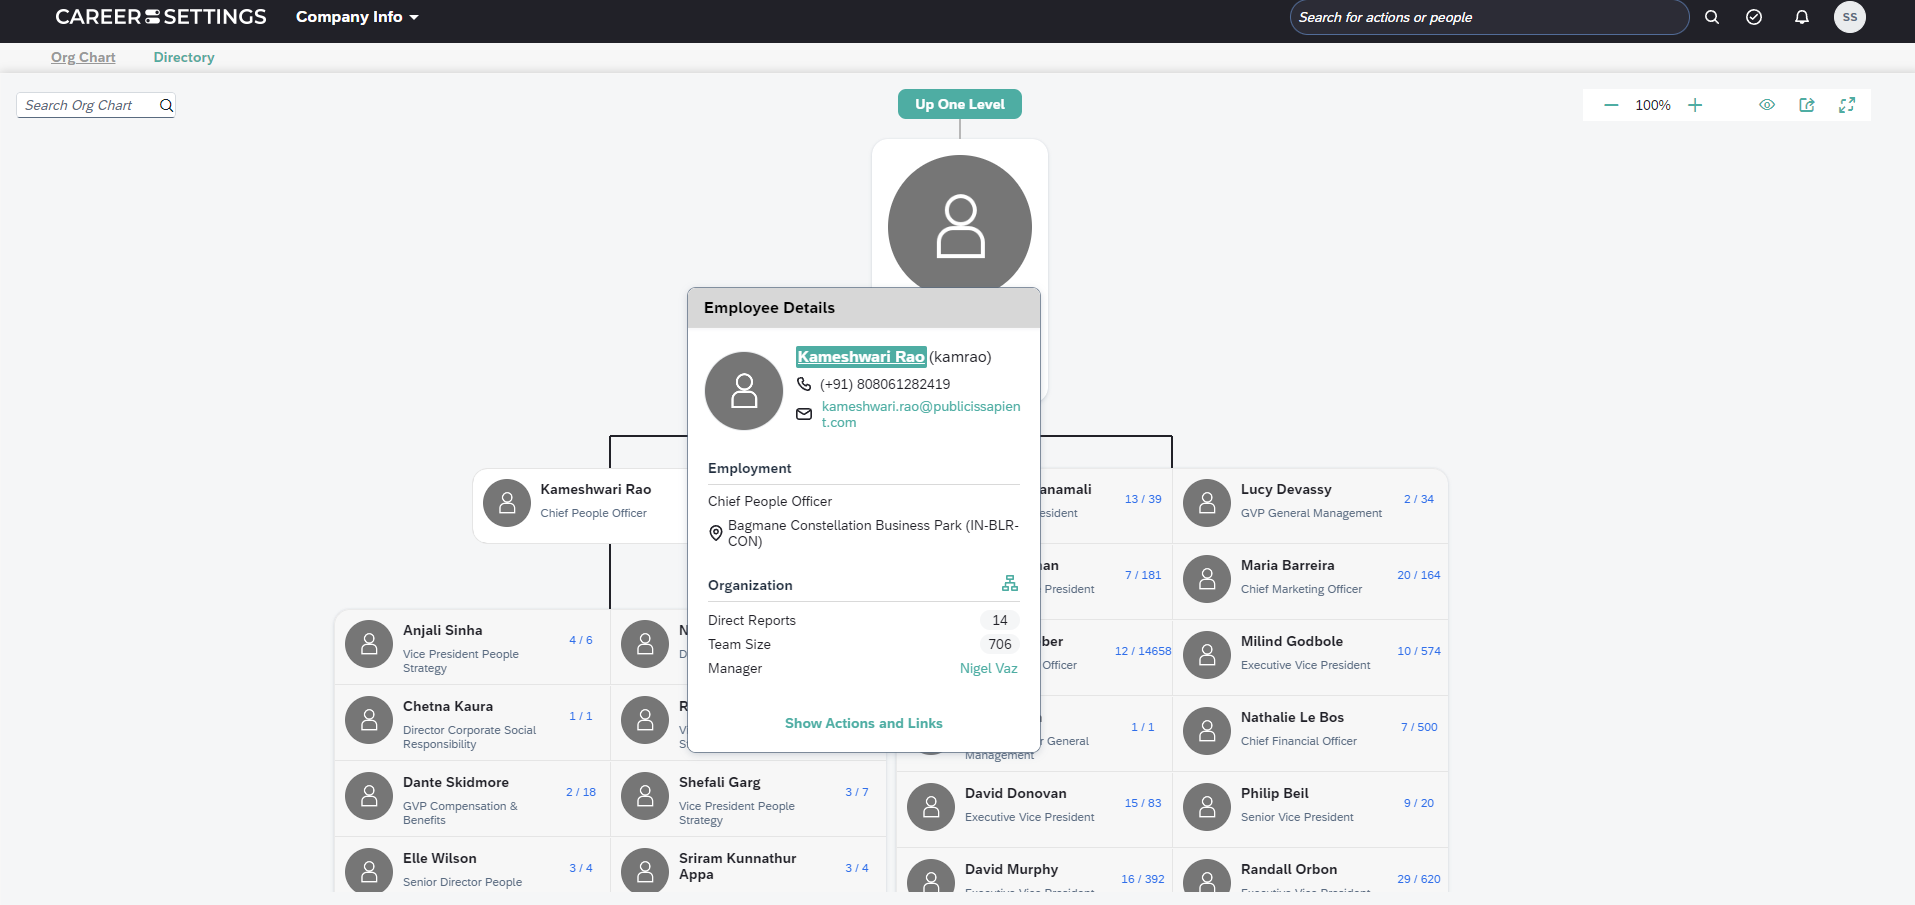 CAREER SETTINGS
Company Info
Search for actions or people
SS
Org Chart
Directory
Search Org Chart
Up One Level
100%
Employee Details
Kameshwari Rao (kamrao)
(+91) 808061282419
kameshwari.rao@publicissapien
t.com
Employment
Chief People Officer
Bagmane Constellation Business Park (IN-BLR-
CON)
Organization
Direct Reports 14
Team Size 706
Manager Nigel Vaz
Show Actions and Links
Kameshwari Rao
Chief People Officer
Anjali Sinha
Vice President People
Strategy
4 / 6
Chetna Kaura
Director Corporate Social
Responsibility
1 / 1
Dante Skidmore
GVP Compensation &
Benefits
2 / 18
Shefali Garg
Vice President People
Strategy
3 / 7
Elle Wilson
Senior Director People
3 / 4
Sriram Kunnathur
Appa
3 / 4
anamali
esident
13 / 39
Lucy Devassy
GVP General Management
2 / 34
nan
President
7 / 181
Maria Barreira
Chief Marketing Officer
20 / 164
ber
Officer
12 / 14658
Milind Godbole
Executive Vice President
10 / 574
r General
Management
1 / 1
Nathalie Le Bos
Chief Financial Officer
7 / 500
David Donovan
Executive Vice President
15 / 83
Philip Beil
Senior Vice President
9 / 20
David Murphy
Executive Vice President
16 / 392
Randall Orbon
Executive Vice President
29 / 620